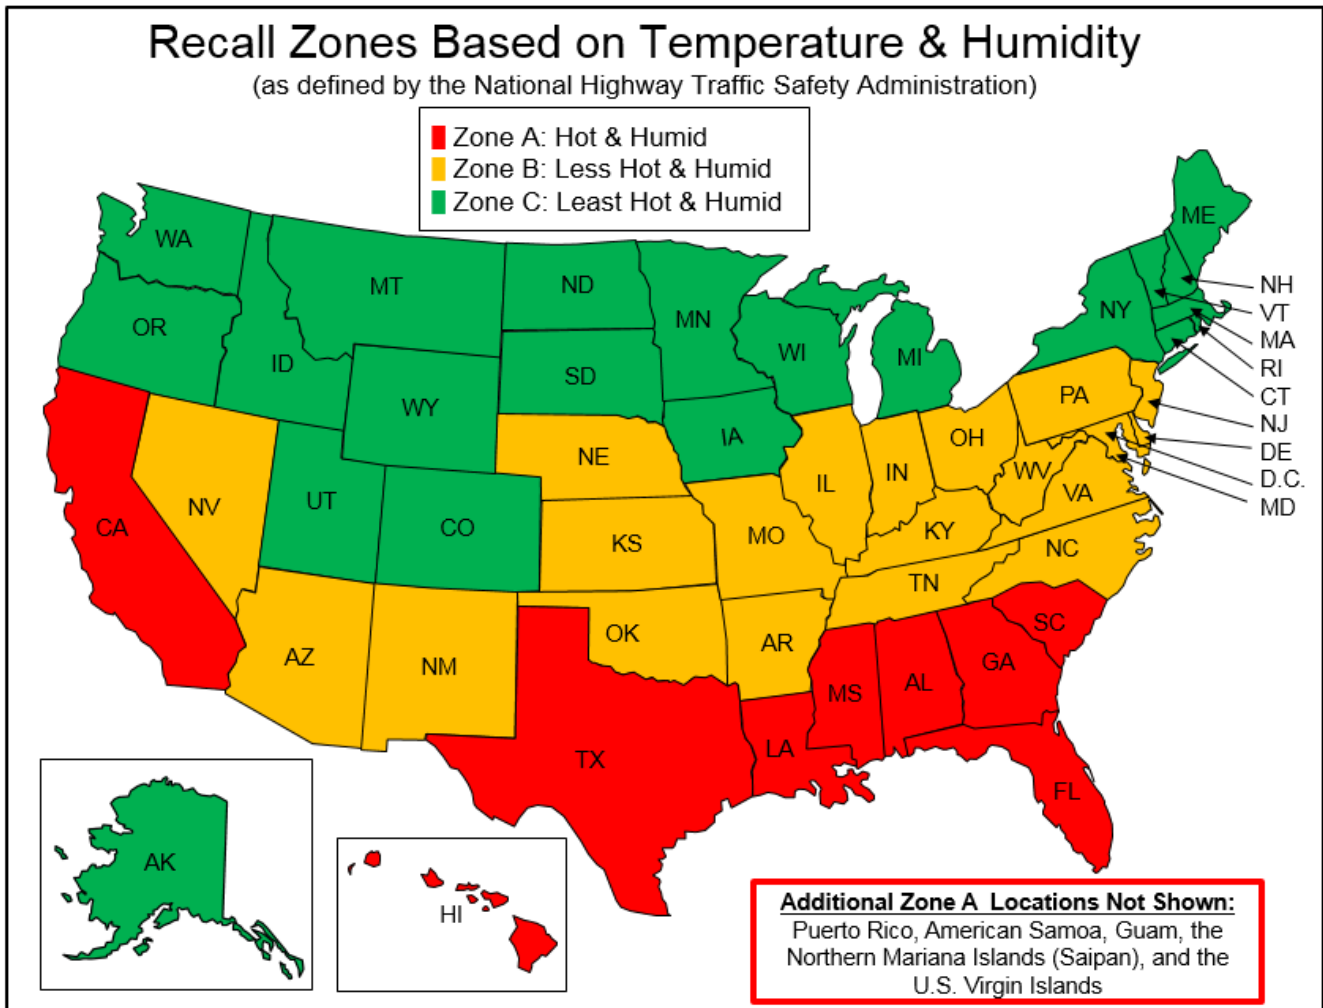 Recall Zones Based on Temperature & Humidity
(as defined by the National Highway Traffic Safety Administration)
Zone A: Hot & Humid
Zone B: Less Hot & Humid
Zone C: Least Hot & Humid
WA
MT
ND
MN
ME
OR
ID
WY
SD
WI
MI
NY
NH
VT
MA
RI
CT
NJ
DE
D.C.
MD
IA
NE
PA
OH
IN
IL
WV
VA
CA
NV
UT
CO
KS
MO
KY
NC
TN
AZ
NM
OK
AR
SC
GA
AL
MS
LA
TX
FL
AK
HI
Additional Zone A Locations Not Shown:
Puerto Rico, American Samoa, Guam, the
Northern Mariana Islands (Saipan), and the
U.S. Virgin Islands